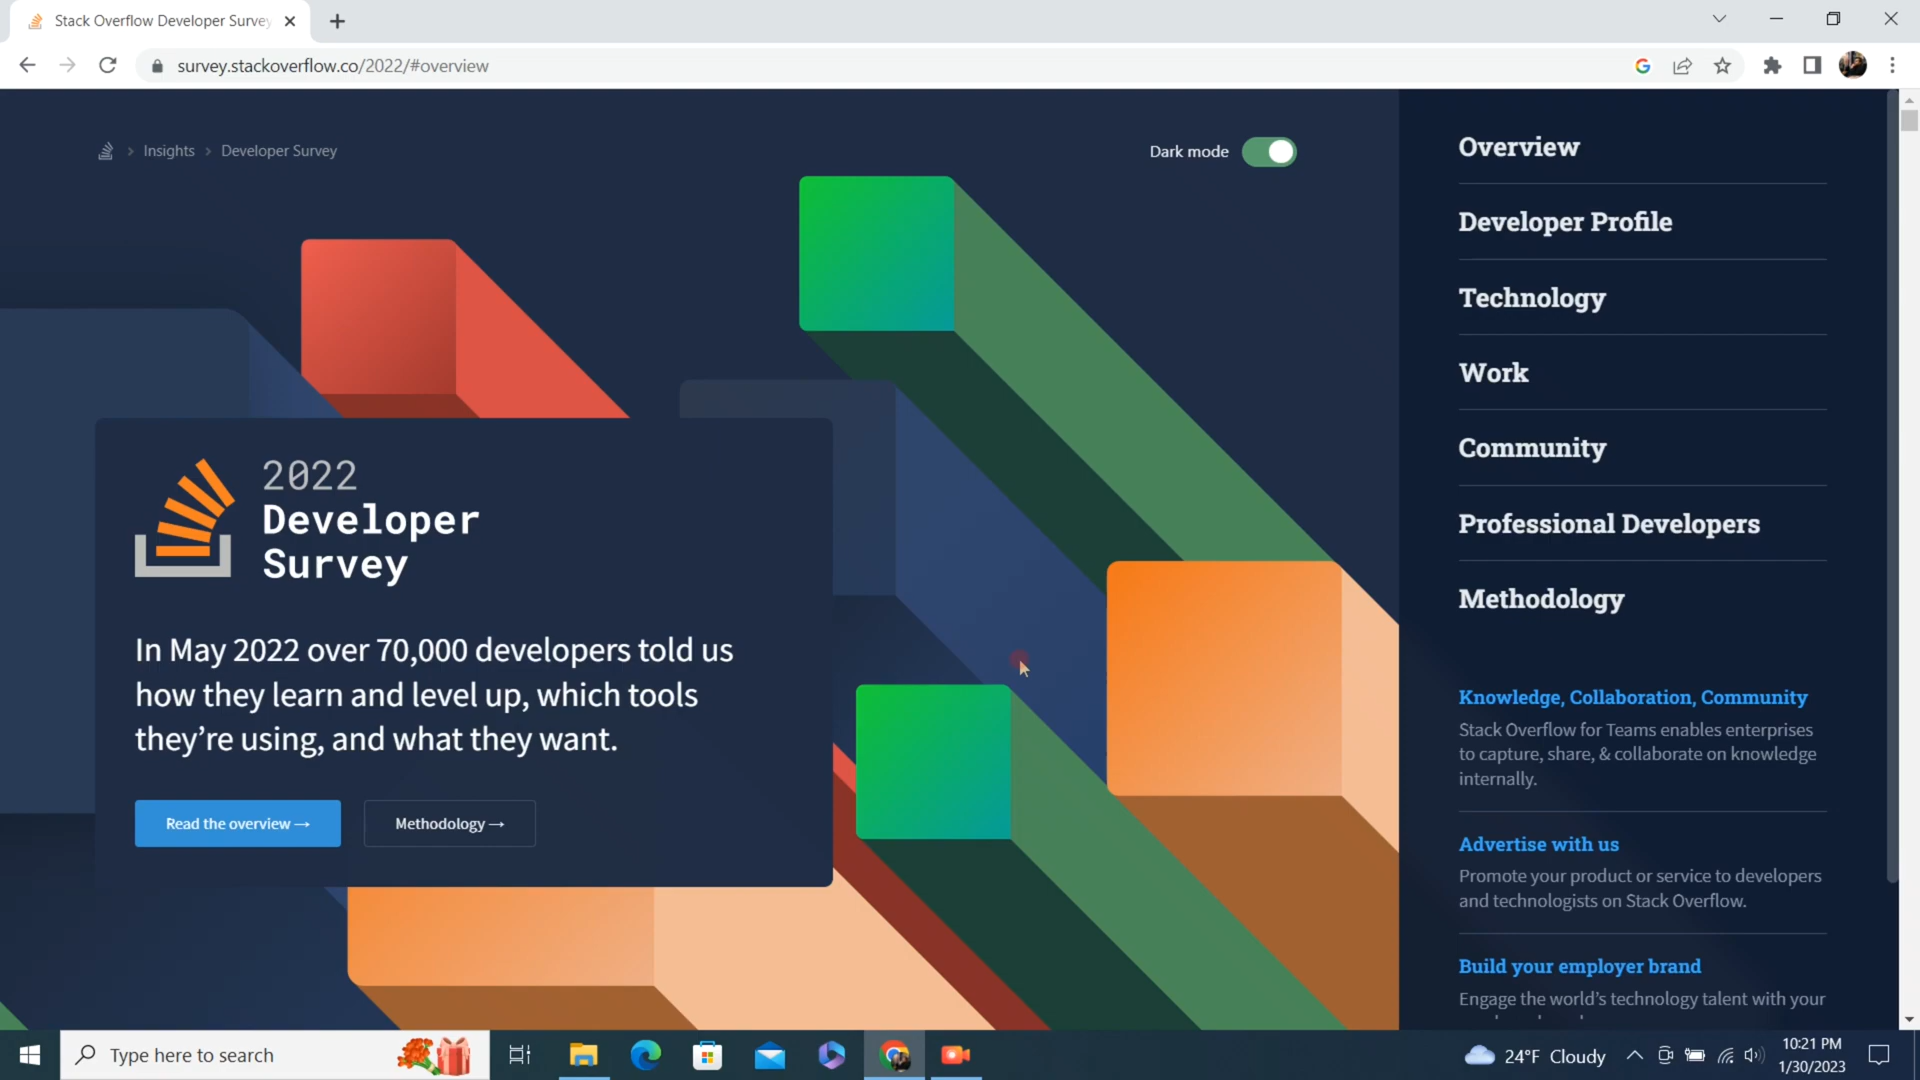 Stack Overflow Developer Surve
survey.stackoverflow.co/2022/#overview
Insights
Developer Survey
Dark mode
2022
Developer
Survey
In May 2022 over 70,000 developers told us
how they learn and level up, which tools
they’re using, and what they want.
Read the overview →
Methodology →
Overview
Developer Profile
Technology
Work
Community
Professional Developers
Methodology
Knowledge, Collaboration, Community
Stack Overflow for Teams enables enterprises
to capture, share, & collaborate on knowledge
internally.
Advertise with us
Promote your product or service to developers
and technologists on Stack Overflow.
Build your employer brand
Engage the world’s technology talent with your
Type here to search
24°F Cloudy
10:21 PM
1/30/2023